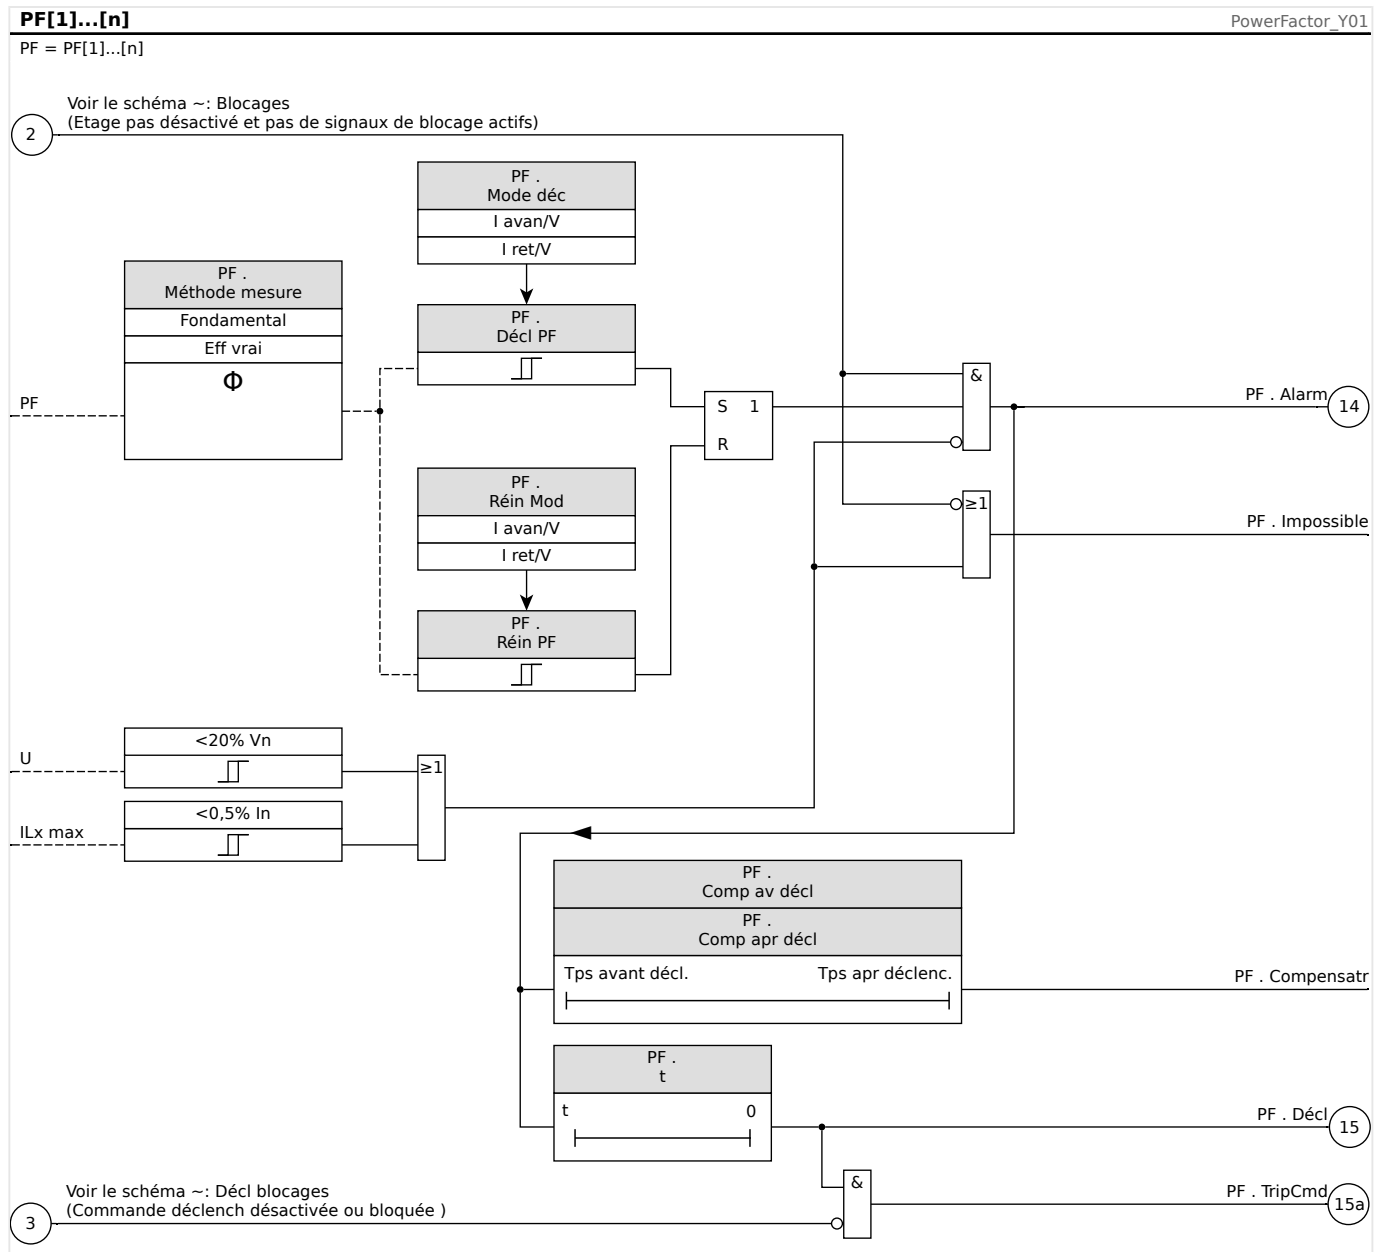 PF[1]...[n]
PowerFactor_Y01
PF = PF[1]...[n]
Voir le schéma ~: Blocages
(Etage pas désactivé et pas de signaux de blocage actifs)
2
PF .
Mode déc
I avan/V
I ret/V
PF .
Méthode mesure
Fondamental
Eff vrai
Φ
PF
PF .
Décl PF
S 1
R
&
PF . Alarm
14
PF .
Réin Mod
I avan/V
I ret/V
≥1
PF . Impossible
PF .
Réin PF
U
<20% Vn
≥1
ILx max
<0,5% In
PF .
Comp av décl
PF .
Comp apr décl
Tps avant décl.
Tps apr déclenc.
PF . Compensatr
PF .
t
t
0
PF . Décl
15
&
PF . TripCmd
15a
Voir le schéma ~: Décl blocages
(Commande déclench désactivée ou bloquée )
3